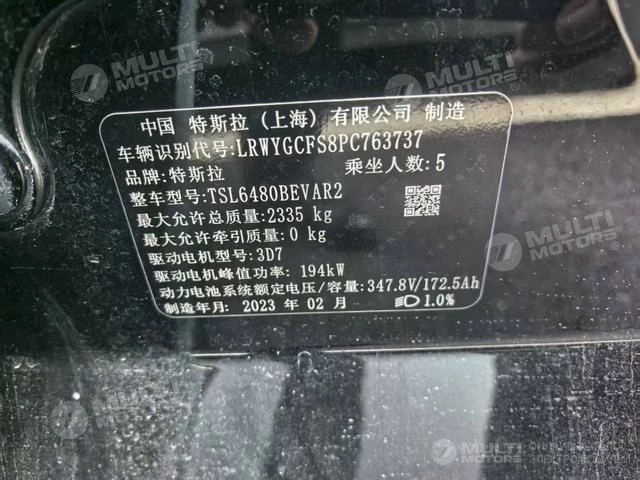 MULTI MOTORS
MULTI MOTORS
中国 特斯拉（上海）有限公司 制造
车辆识别代号:LRWYGCFS8PC763737
品牌:特斯拉 乘坐人数:5
整车型号:TSL6480BEVAR2
最大允许总质量:2335 kg
最大允许牵引质量:0 kg
驱动电机型号:3D7
驱动电机峰值功率: 194kW
动力电池系统额定电压/容量:347.8V/172.5Ah
制造年月: 2023 年 02 月 1.0%
MULTI MOTORS
MULTI MOTORS